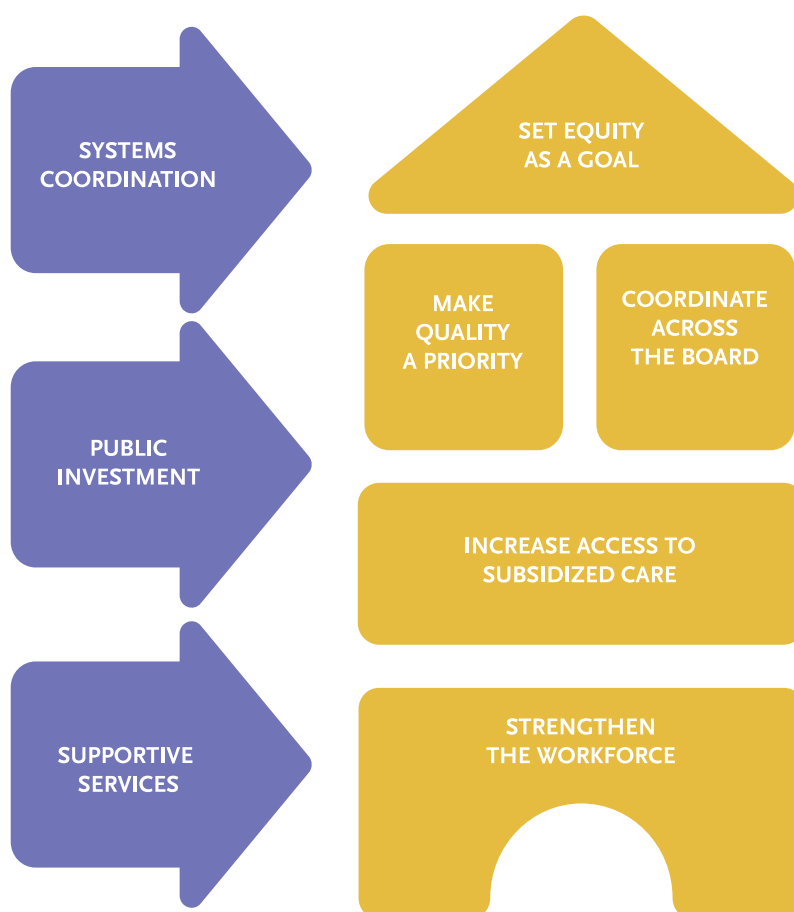 SYSTEMS
COORDINATION
PUBLIC
INVESTMENT
SUPPORTIVE
SERVICES
SET EQUITY
AS A GOAL
MAKE
QUALITY
A PRIORITY
COORDINATE
ACROSS
THE BOARD
INCREASE ACCESS TO
SUBSIDIZED CARE
STRENGTHEN
THE WORKFORCE